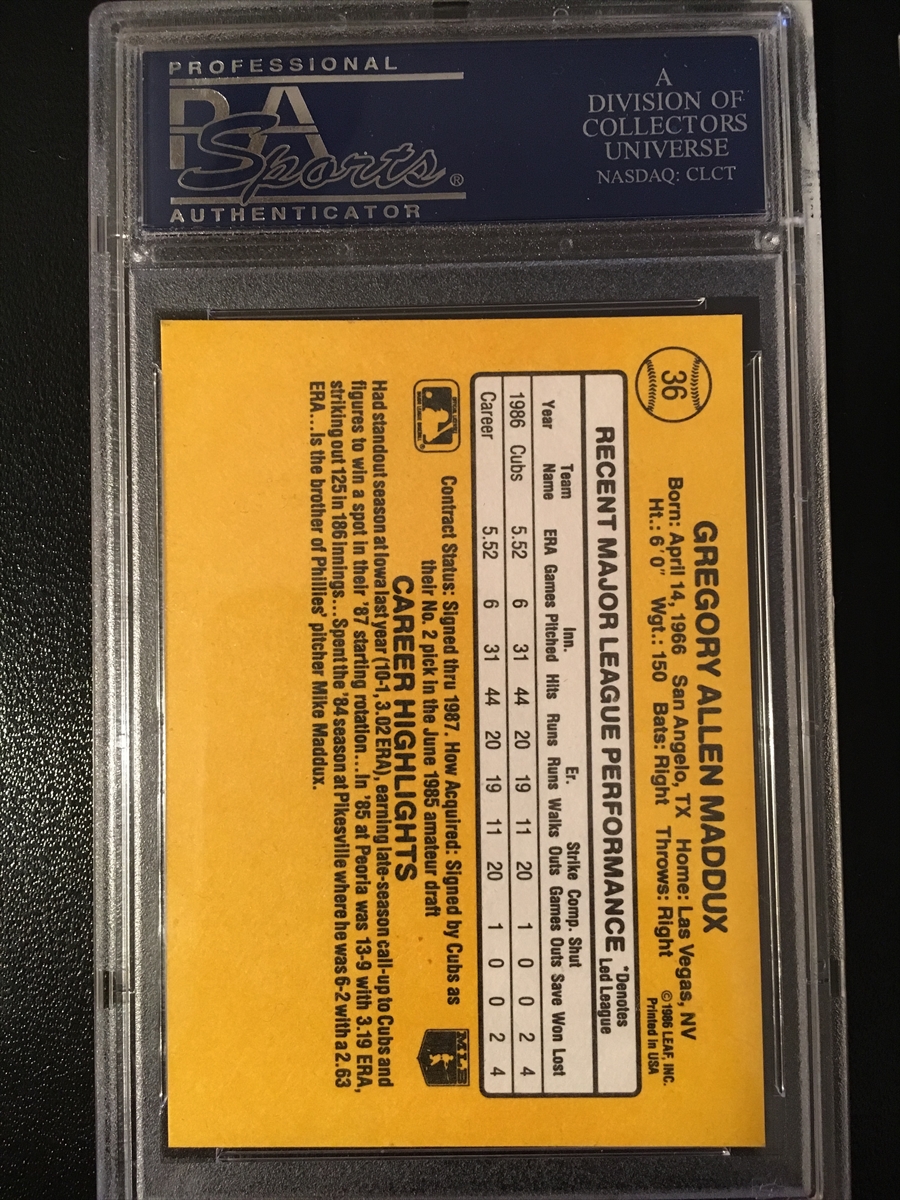 PROFESSIONAL
PSA
Sports®
AUTHENTICATOR
A
DIVISION OF
COLLECTORS
UNIVERSE
NASDAQ: CLCT
36
GREGORY ALLEN MADDUX
Born: April 14, 1966 San Angelo, TX Home: Las Vegas, NV
Ht.: 6'0" Wgt.: 150 Bats: Right Throws: Right
©1986 LEAF, INC.
Printed in USA
RECENT MAJOR LEAGUE PERFORMANCE *Denotes Led League
Team Inn. Er. Strike Comp. Shut
Year Name ERA Games Pitched Hits Runs Runs Walks Outs Games Outs Save Won Lost
1986 Cubs 5.52 6 31 44 20 19 11 20 1 0 0 2 4
Career 5.52 6 31 44 20 19 11 20 1 0 0 2 4
Contract Status: Signed thru 1987. How Acquired: Signed by Cubs as
their No. 2 pick in the June 1985 amateur draft
MLB
CAREER HIGHLIGHTS
Had standout season at Iowa last year (10-1, 3.02 ERA), earning late-season call-up to Cubs and
figures to win a spot in their '87 starting rotation...In '85 at Peoria was 13-9 with 3.19 ERA,
striking out 125 in 186 innings...Spent the '84 season at Pikesville where he was 6-2 with a 2.63
ERA...Is the brother of Phillies' pitcher Mike Maddux.